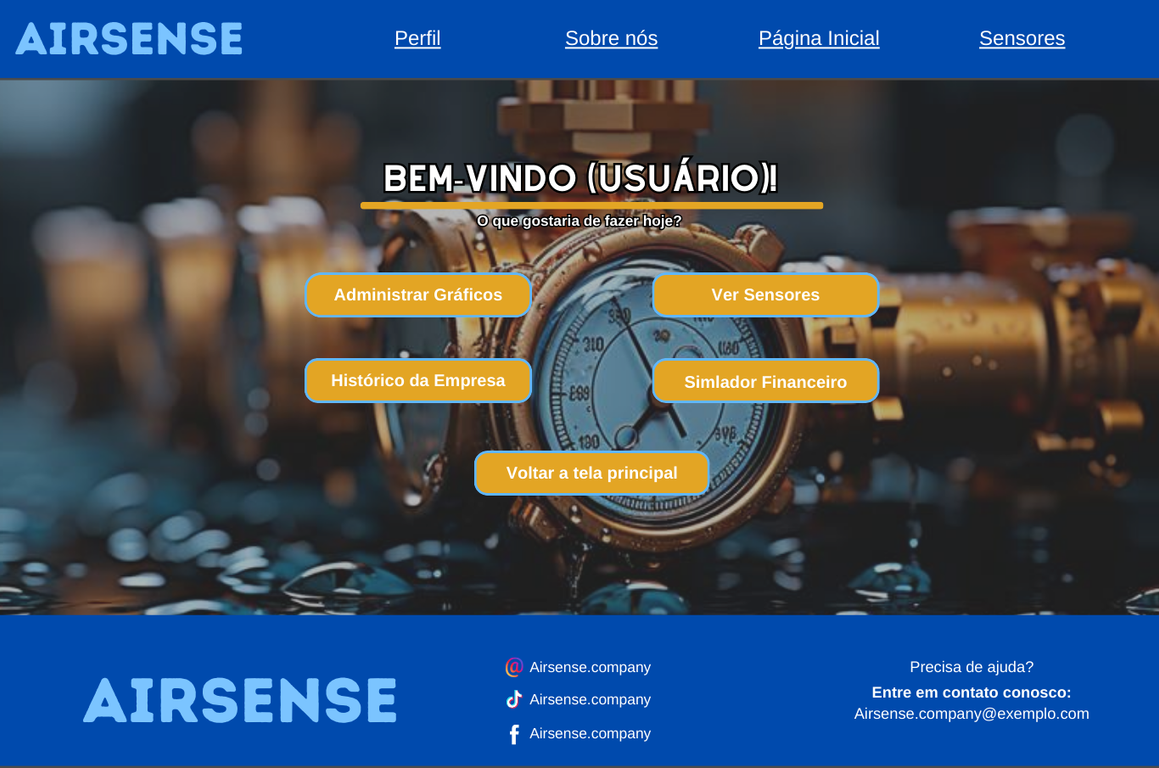 AIRSENSE
Perfil
Sobre nós
Página Inicial
Sensores
BEM-VINDO (USUÁRIO)!
O que gostaria de fazer hoje?
Administrar Gráficos
Ver Sensores
310
Histórico da Empresa
Simlador Financeiro
Voltar a tela principal
AIRSENSE
Airsense.company
Airsense.company
Airsense.company
Precisa de ajuda?
Entre em contato conosco:
Airsense.company@exemplo.com